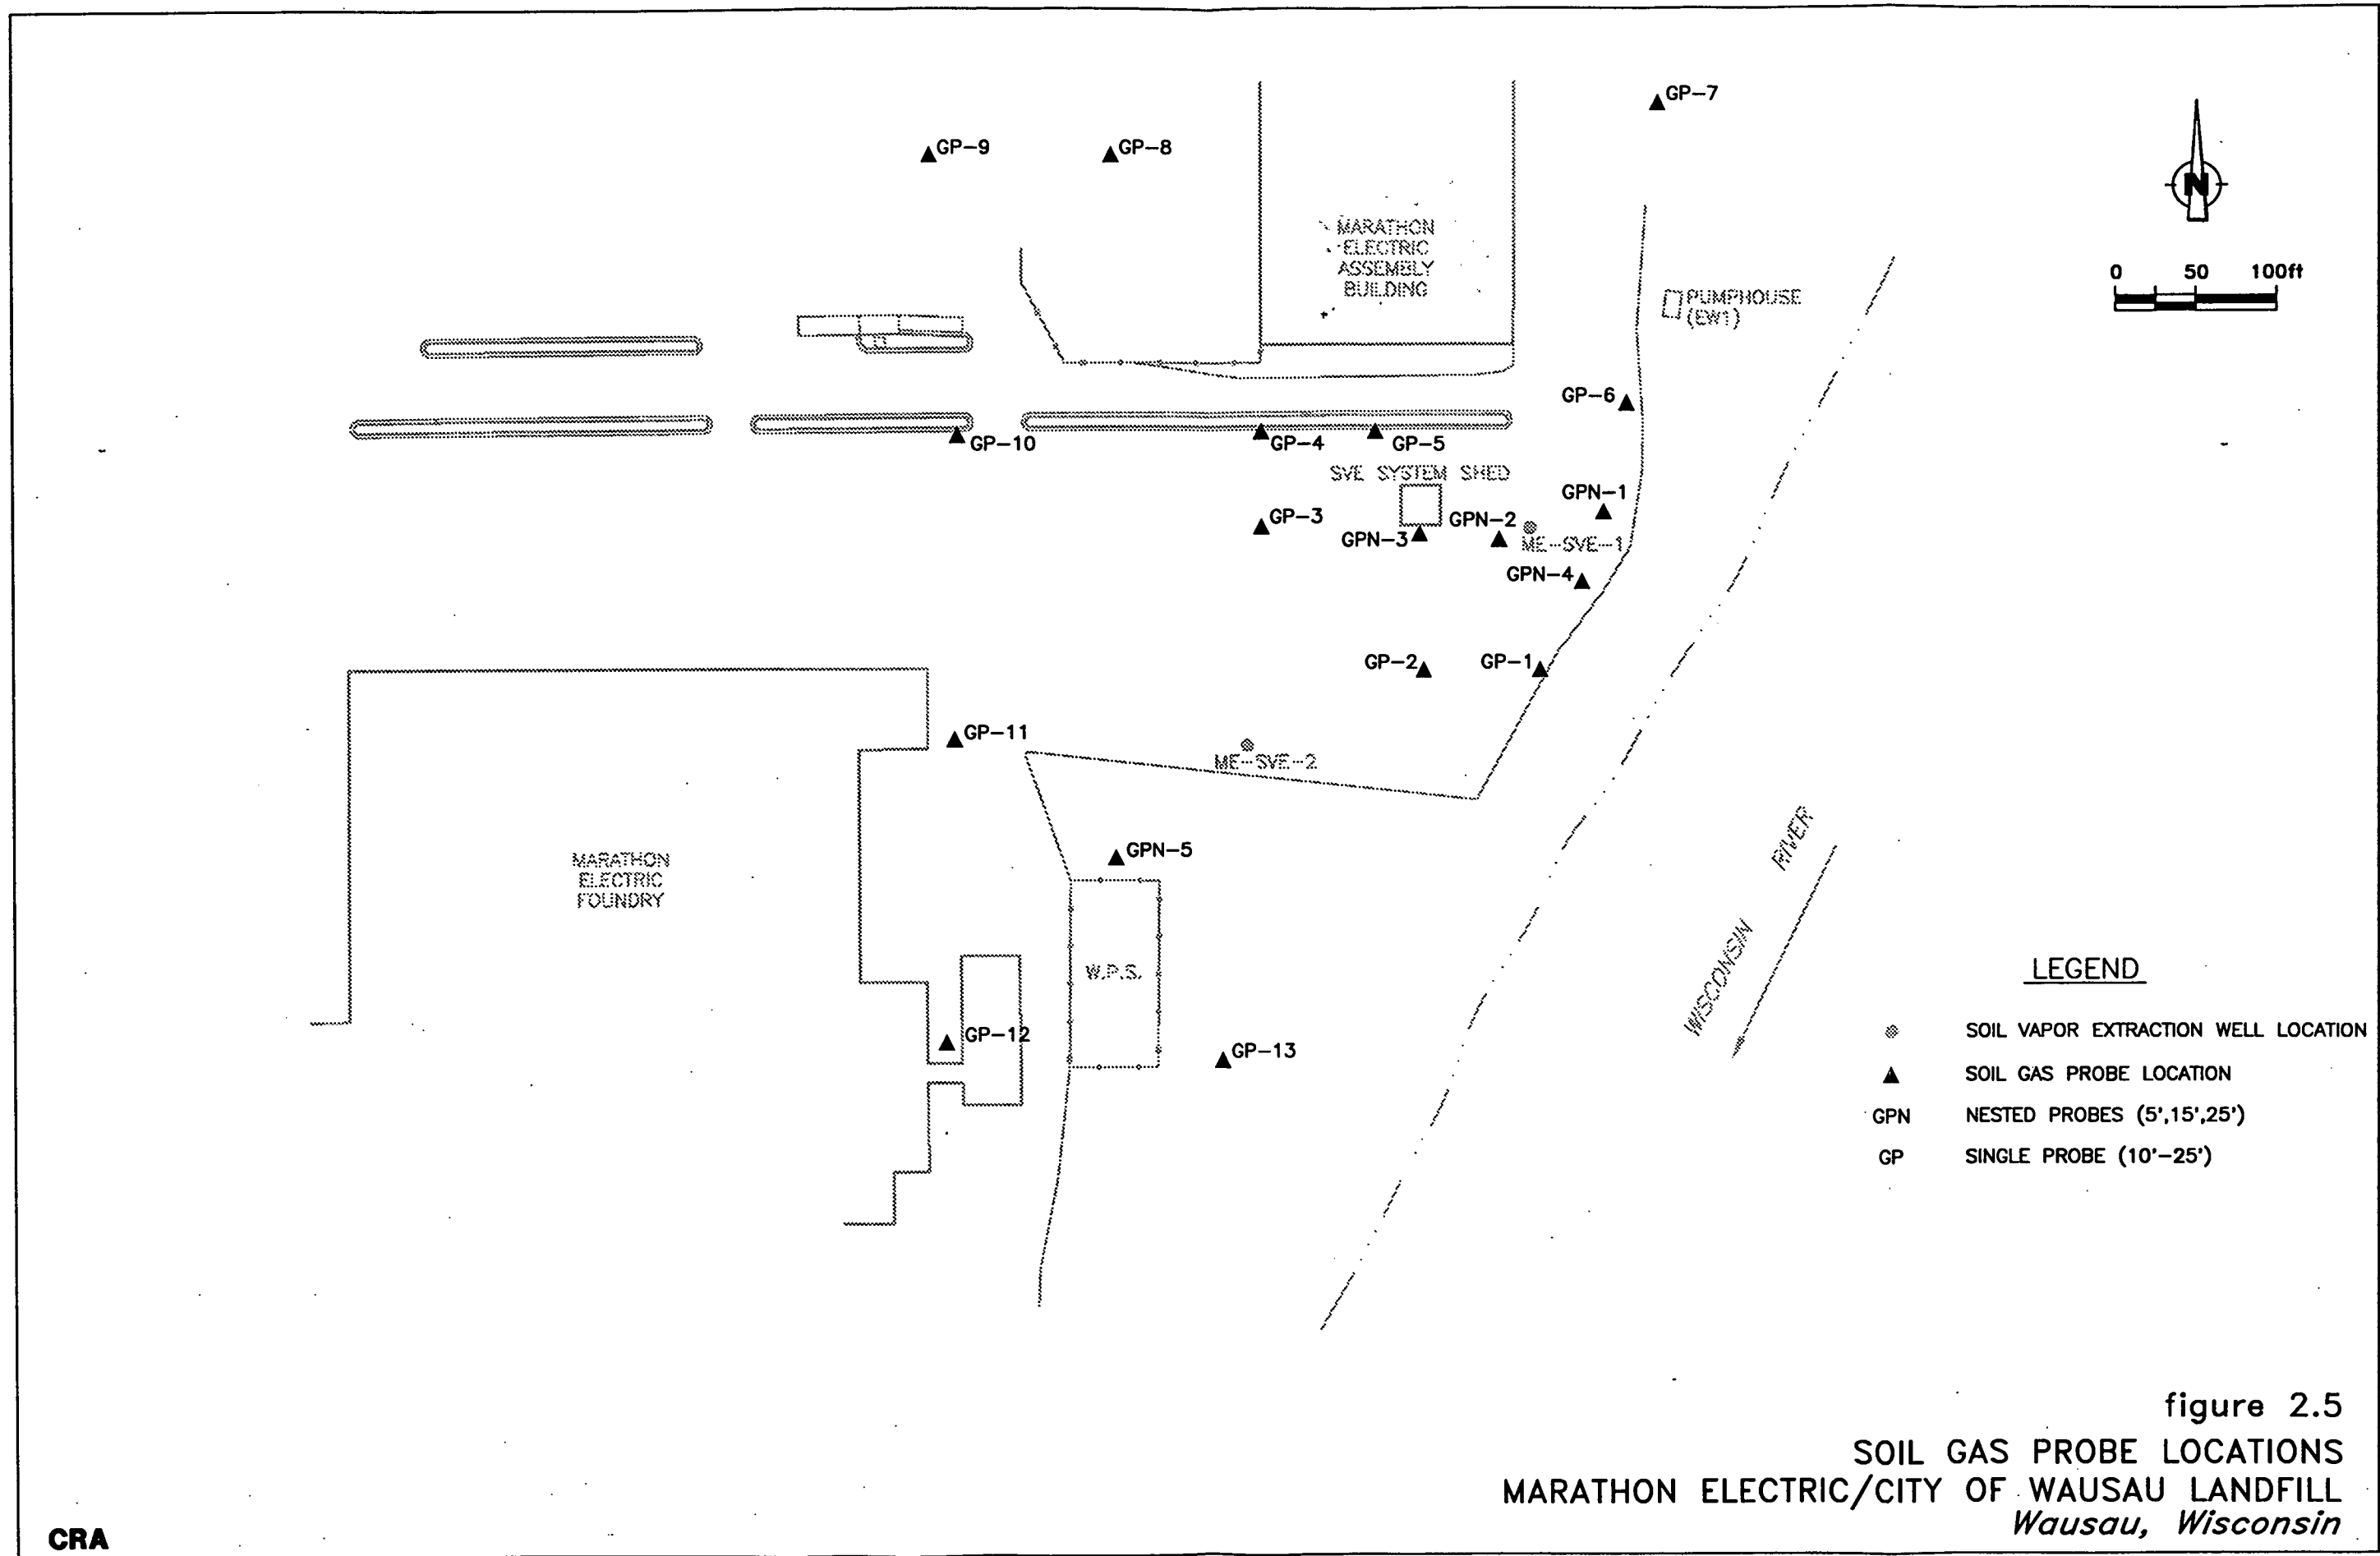 GP-7
GP-9
GP-8
N
MARATHON
ELECTRIC
ASSEMBLY
BUILDING
0 50 100ft
PUMPHOUSE
(EW1)
GP-6
GP-10
GP-4
GP-5
SVE SYSTEM SHED
GPN-1
GP-3
GPN-2
GPN-3
ME-SVE-1
GPN-4
GP-2
GP-1
GP-11
ME-SVE-2
GPN-5
MARATHON
ELECTRIC
FOUNDRY
WISCONSIN RIVER
W.P.S.
GP-12
GP-13
LEGEND
SOIL VAPOR EXTRACTION WELL LOCATION
SOIL GAS PROBE LOCATION
GPN NESTED PROBES (5',15',25')
GP SINGLE PROBE (10'-25')
figure 2.5
SOIL GAS PROBE LOCATIONS
MARATHON ELECTRIC/CITY OF WAUSAU LANDFILL
Wausau, Wisconsin
CRA